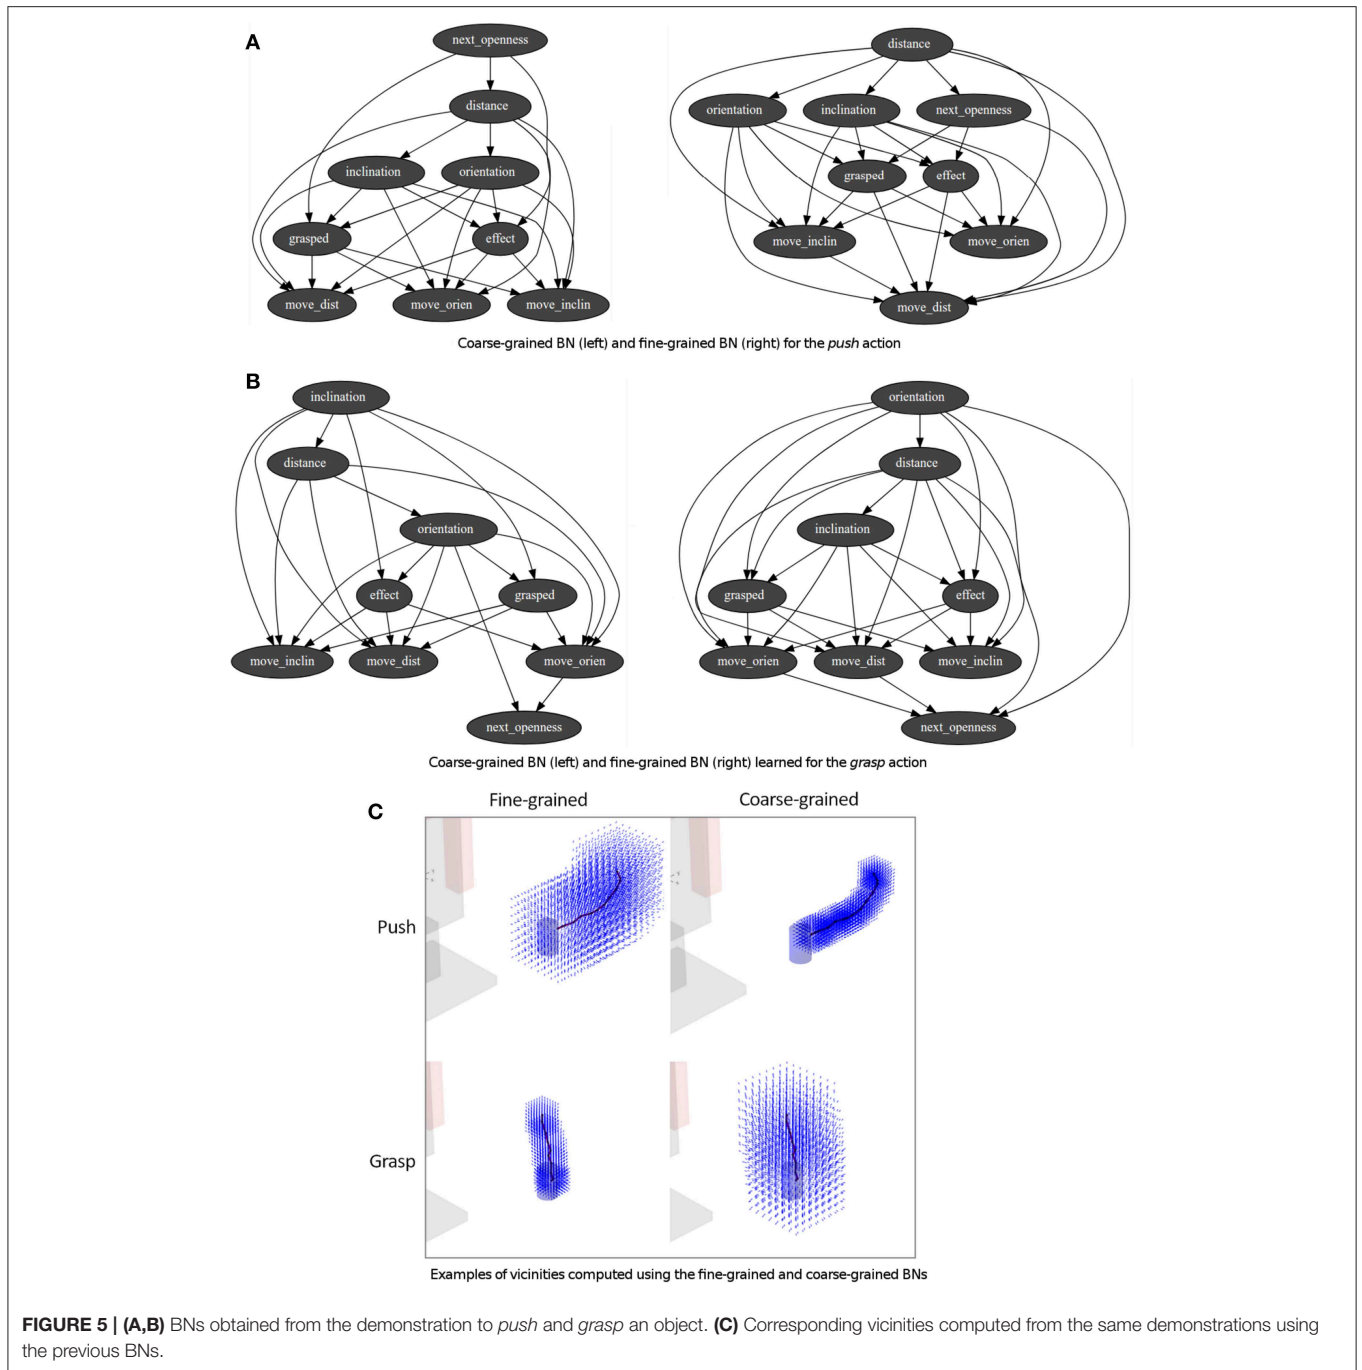 A
next_openness
distance
inclination
orientation
grasped
effect
move_dist
move_orien
move_inclin
distance
orientation
inclination
next_openness
grasped
effect
move_inclin
move_orien
move_dist
Coarse-grained BN (left) and fine-grained BN (right) for the push action
B
inclination
distance
orientation
effect
grasped
move_inclin
move_dist
move_orien
next_openness
orientation
distance
inclination
grasped
effect
move_orien
move_dist
move_inclin
next_openness
Coarse-grained BN (left) and fine-grained BN (right) learned for the grasp action
C
Fine-grained
Coarse-grained
Push
Grasp
Examples of vicinities computed using the fine-grained and coarse-grained BNs
FIGURE 5 | (A,B) BNs obtained from the demonstration to push and grasp an object. (C) Corresponding vicinities computed from the same demonstrations using
the previous BNs.